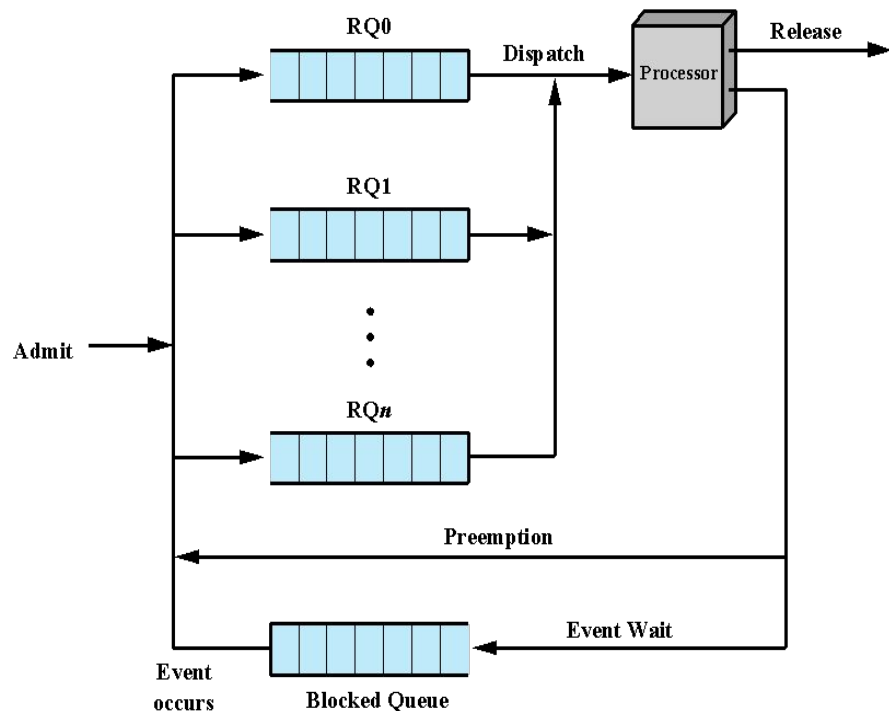 RQ0
Dispatch
Release
Processor
RQ1
Admit
RQn
Preemption
Event Wait
Event
occurs
Blocked Queue